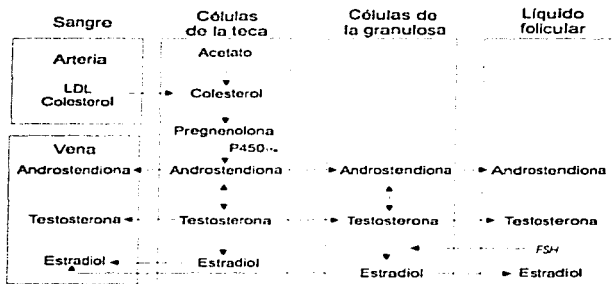 Sangre
Células de la teca
Células de la granulosa
Líquido folicular
Arteria
LDL
Colesterol
Acetato
Colesterol
Pregnenolona
P450
Vena
Androstendiona
Androstendiona
Androstendiona
Androstendiona
Testosterona
Testosterona
Testosterona
Testosterona
FSH
Estradiol
Estradiol
Estradiol
Estradiol